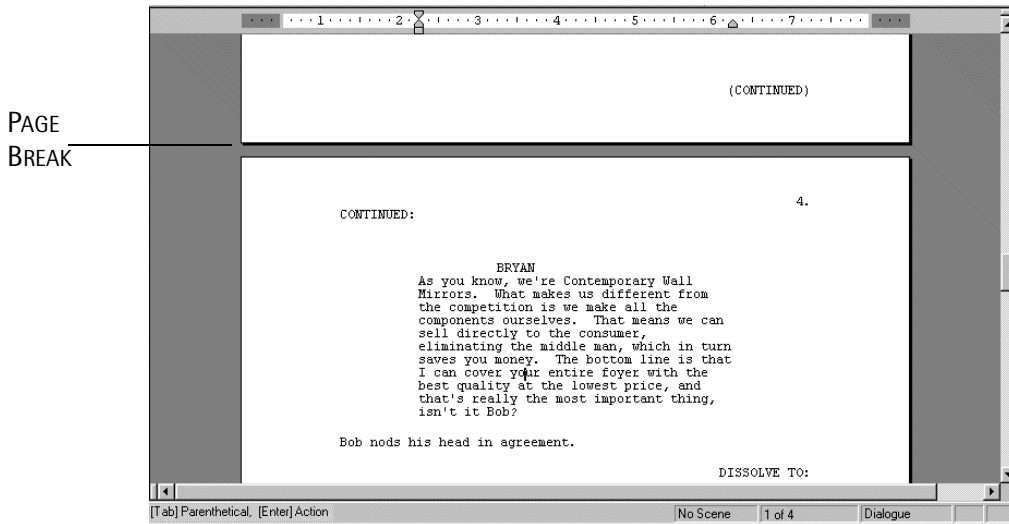 1 2 3 4 5 6 7
(CONTINUED)
PAGE
BREAK
4.
CONTINUED:
BRYAN
As you know, we're Contemporary Wall
Mirrors.  What makes us different from
the competition is we make all the
components ourselves.  That means we can
sell directly to the consumer,
eliminating the middle man, which in turn
saves you money.  The bottom line is that
I can cover your entire foyer with the
best quality at the lowest price, and
that's really the most important thing,
isn't it Bob?
Bob nods his head in agreement.
DISSOLVE TO:
[Tab] Parenthetical, [Enter] Action No Scene 1 of 4 Dialogue